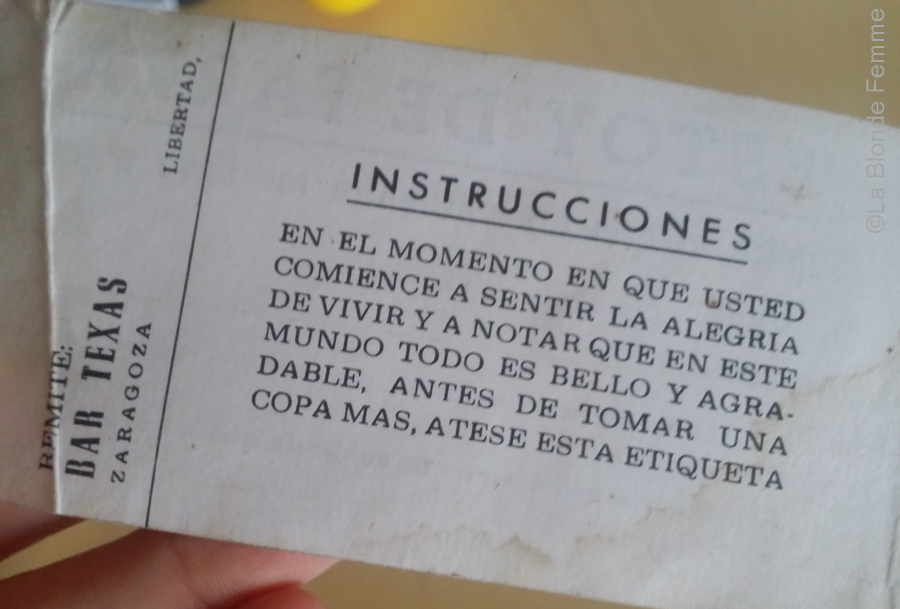 REMITE:
BAR TEXAS
ZARAGOZA
LIBERTAD,
INSTRUCCIONES
EN EL MOMENTO EN QUE USTED
COMIENCE A SENTIR LA ALEGRIA
DE VIVIR Y A NOTAR QUE EN ESTE
MUNDO TODO ES BELLO Y AGRA-
DABLE, ANTES DE TOMAR UNA
COPA MAS, ATESE ESTA ETIQUETA
©La Blonde Femme